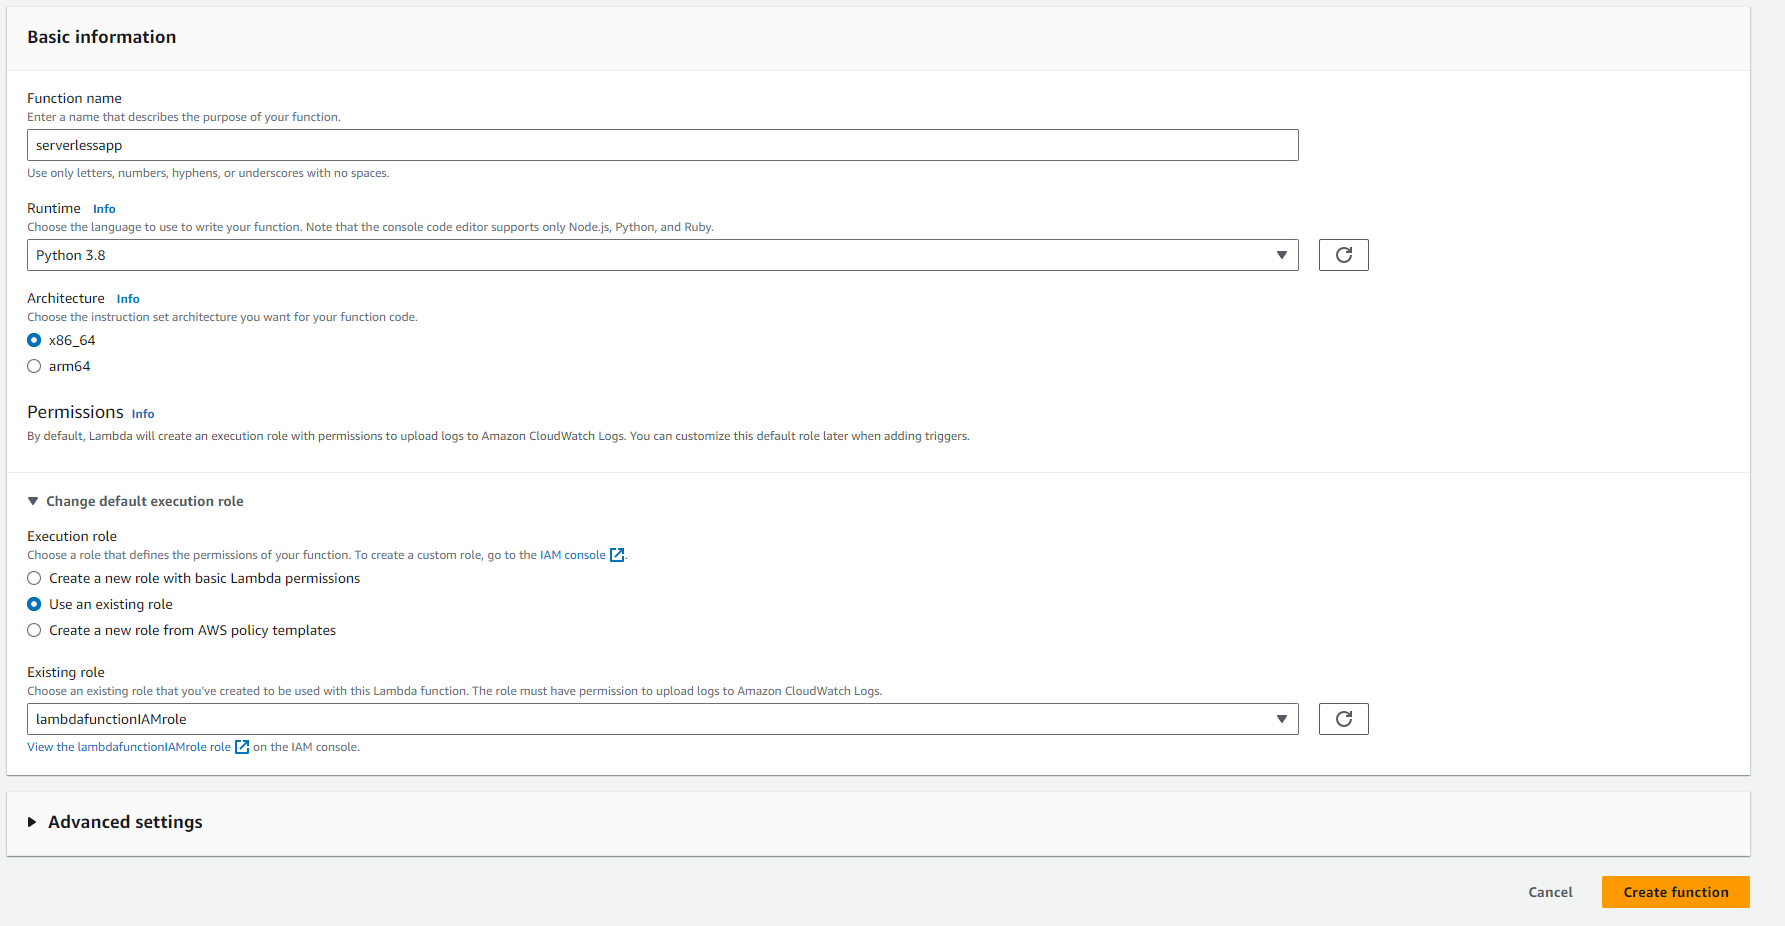 Basic information
Function name
Enter a name that describes the purpose of your function.
serverlessapp
Use only letters, numbers, hyphens, or underscores with no spaces.
Runtime Info
Choose the language to use to write your function. Note that the console code editor supports only Node.js, Python, and Ruby.
Python 3.8
Architecture Info
Choose the instruction set architecture you want for your function code.
x86_64
arm64
Permissions Info
By default, Lambda will create an execution role with permissions to upload logs to Amazon CloudWatch Logs. You can customize this default role later when adding triggers.
Change default execution role
Execution role
Choose a role that defines the permissions of your function. To create a custom role, go to the IAM console.
Create a new role with basic Lambda permissions
Use an existing role
Create a new role from AWS policy templates
Existing role
Choose an existing role that you've created to be used with this Lambda function. The role must have permission to upload logs to Amazon CloudWatch Logs.
lambdafunctionIAMrole
View the lambdafunctionIAMrole role on the IAM console.
Advanced settings
Cancel Create function